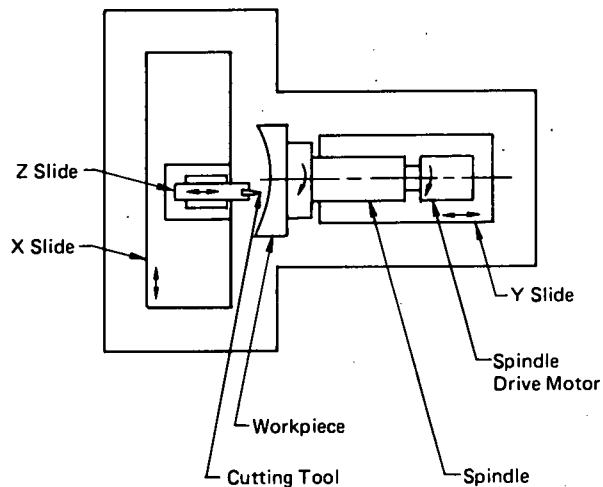 Z Slide
X Slide
Y Slide
Spindle
Drive Motor
Workpiece
Cutting Tool
Spindle